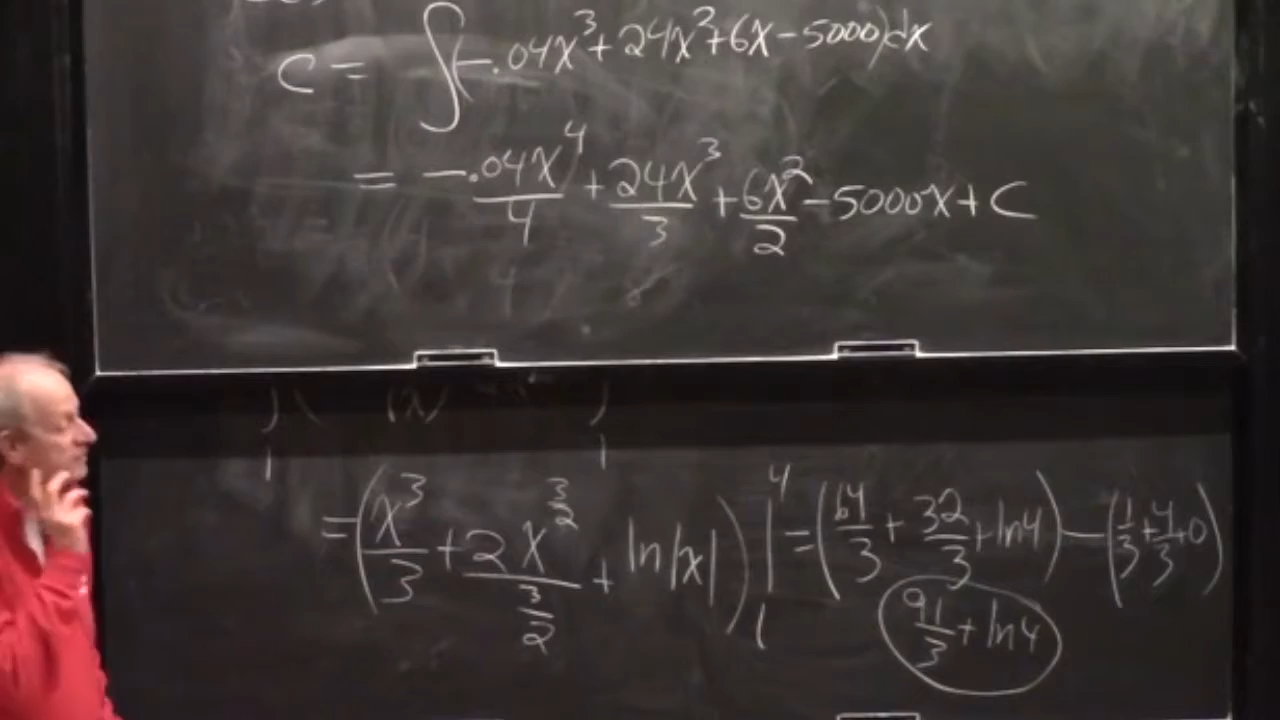 C = ∫(-.04x³+24x²+6x-5000)dx
= -.04x⁴/4 + 24x³/3 + 6x²/2 - 5000x + C
= (x³/3 + 2x^(3/2)/(3/2) + ln|x|)|₁⁴ = (64/3 + 32/3 + ln4) - (1/3 + 4/3 + 0)
91/3 + ln4